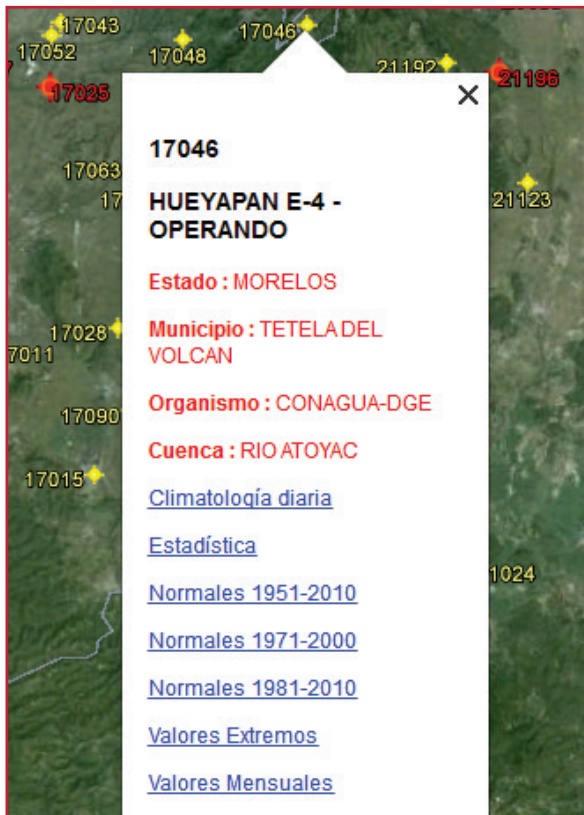 17043
17046
17052
17048
21192
21196
17025
17046
17063
17
HUEYAPAN E-4 -
OPERANDO
21123
Estado : MORELOS
Municipio : TETELA DEL
VOLCAN
17028
7011
Organismo : CONAGUA-DGE
17090
Cuenca : RIO ATOYAC
17015
Climatología diaria
Estadística
1024
Normales 1951-2010
Normales 1971-2000
Normales 1981-2010
Valores Extremos
Valores Mensuales